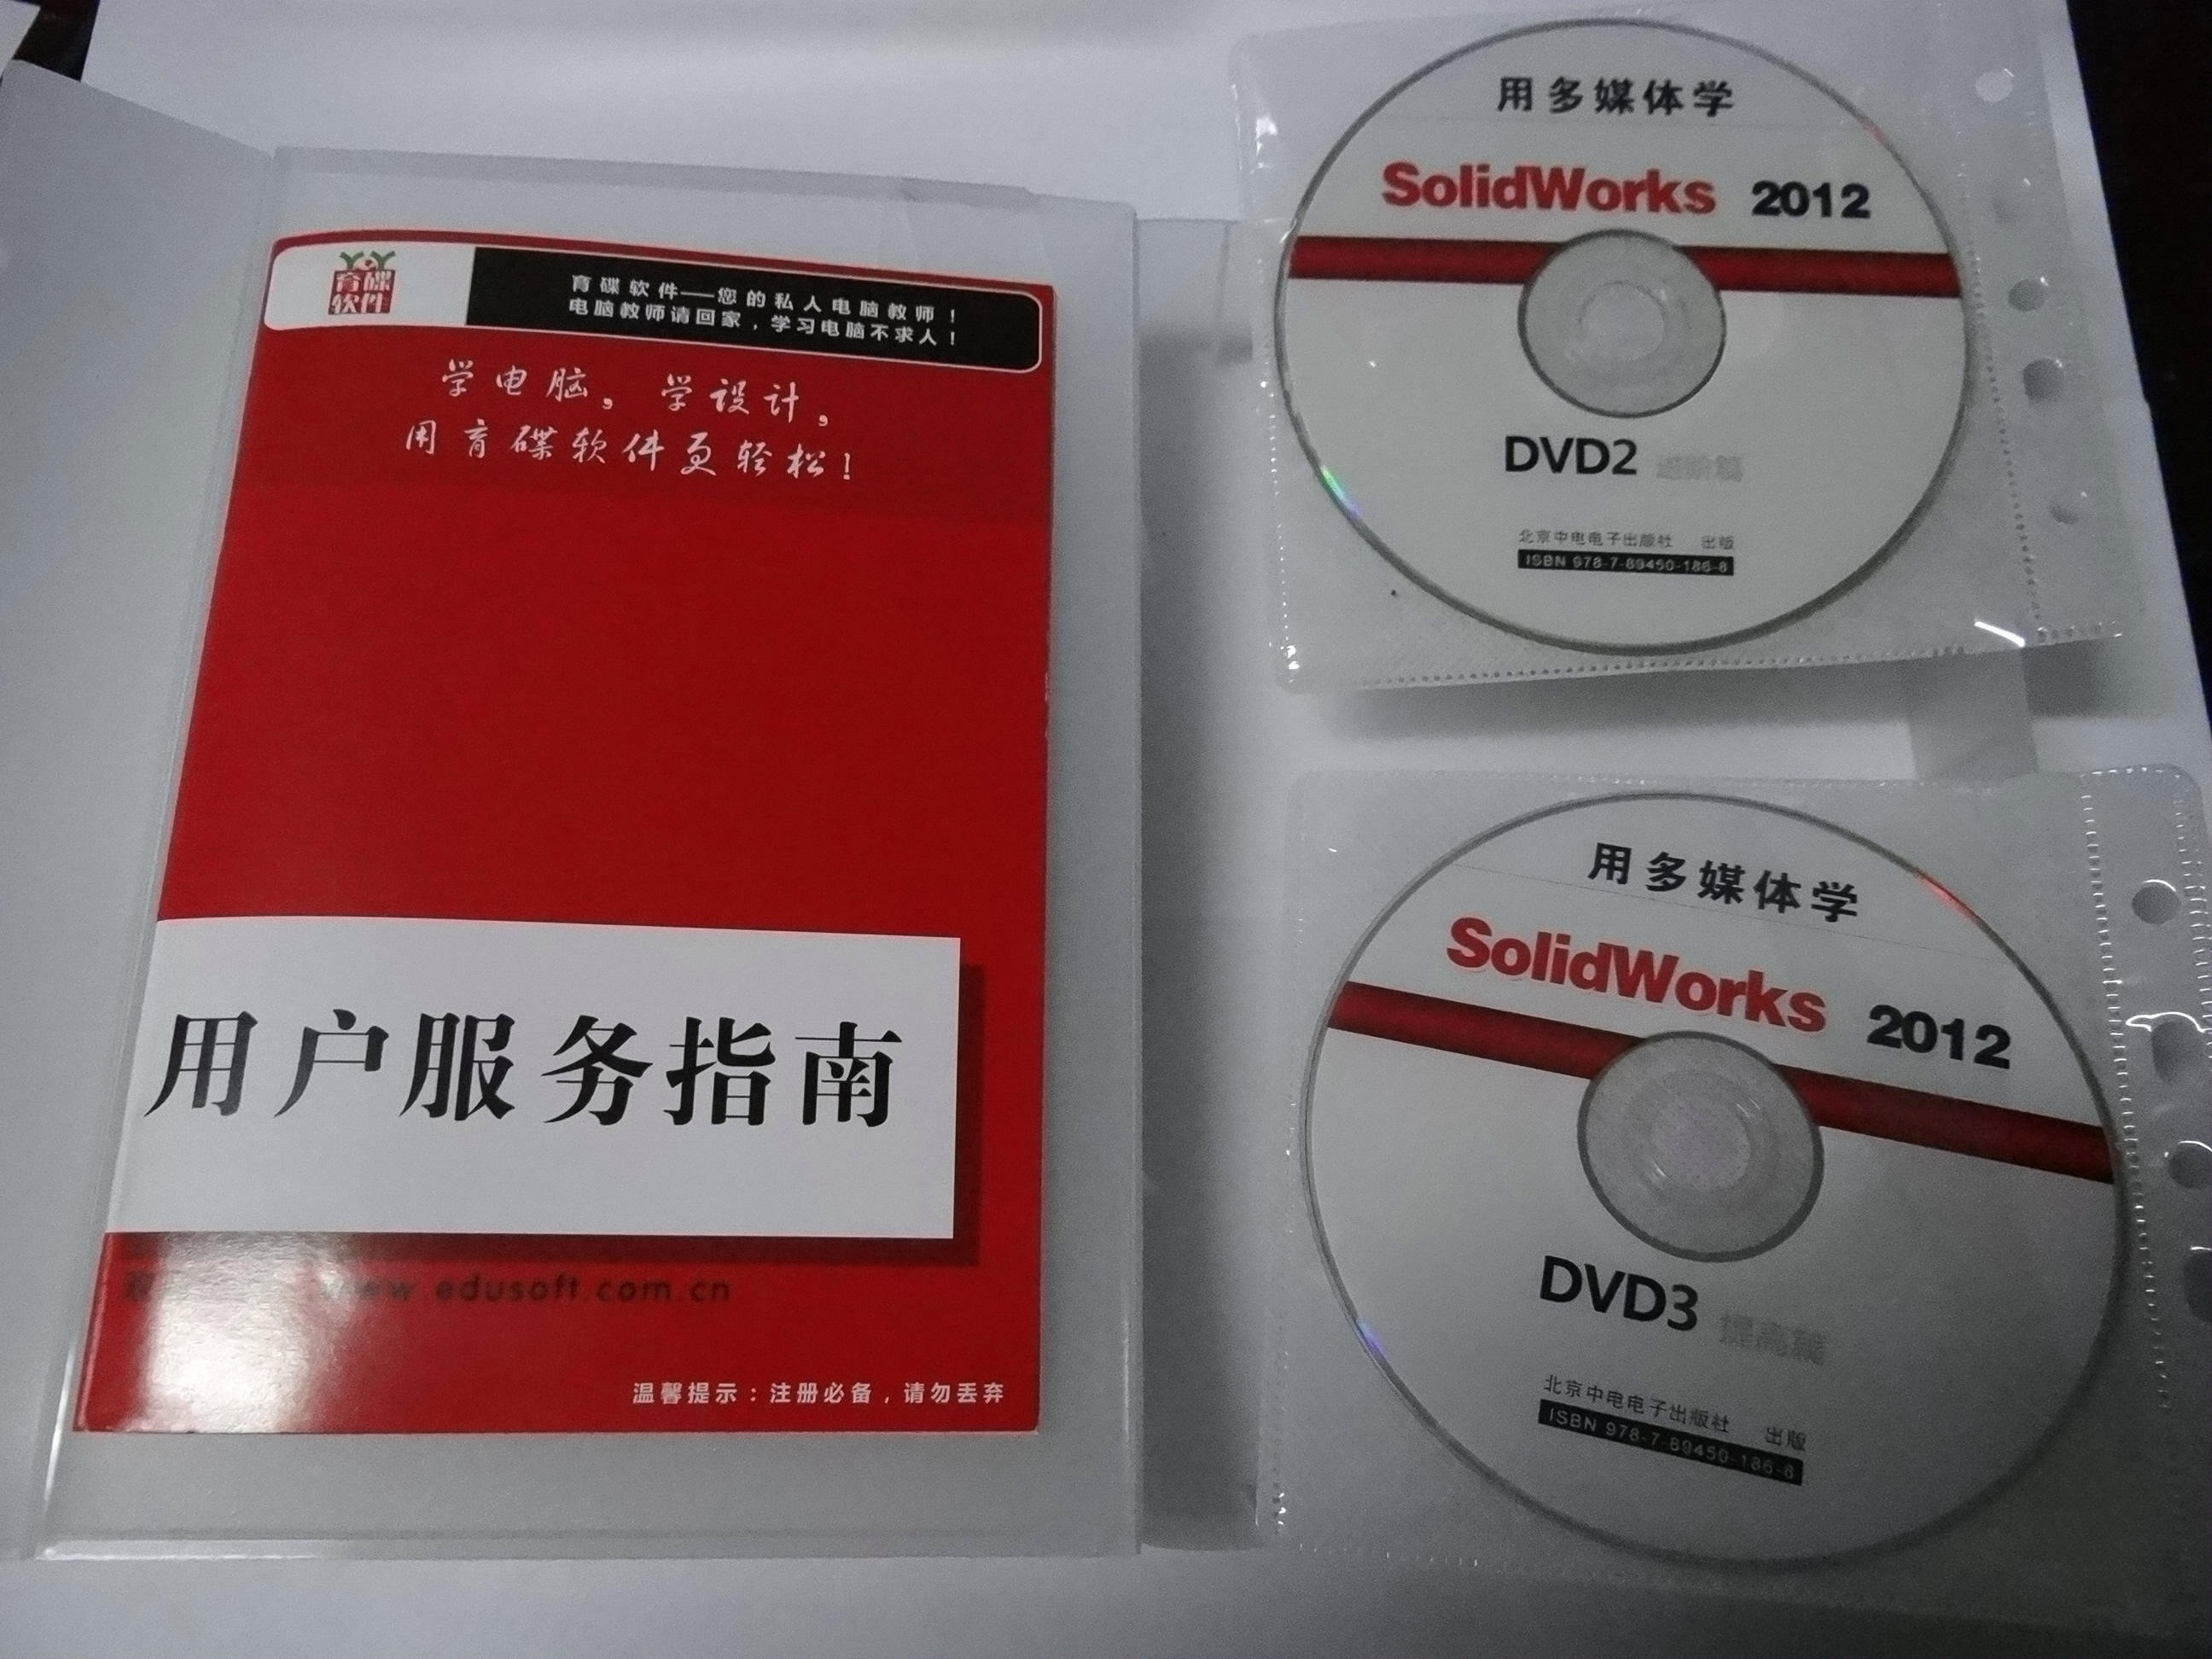 育碟
软件
育碟软件——您的私人电脑教师！
电脑教师请回家，学习电脑不求人！
学电脑，学设计，
用育碟软件更轻松！
用户服务指南
www.edusoft.com.cn
温馨提示：注册必备，请勿丢弃
用多媒体学
SolidWorks 2012
DVD2 进阶篇
北京中电电子出版社 出版
ISBN 978-7-89450-186-8
用多媒体学
SolidWorks 2012
DVD3 提高篇
北京中电电子出版社 出版
ISBN 978-7-89450-186-8